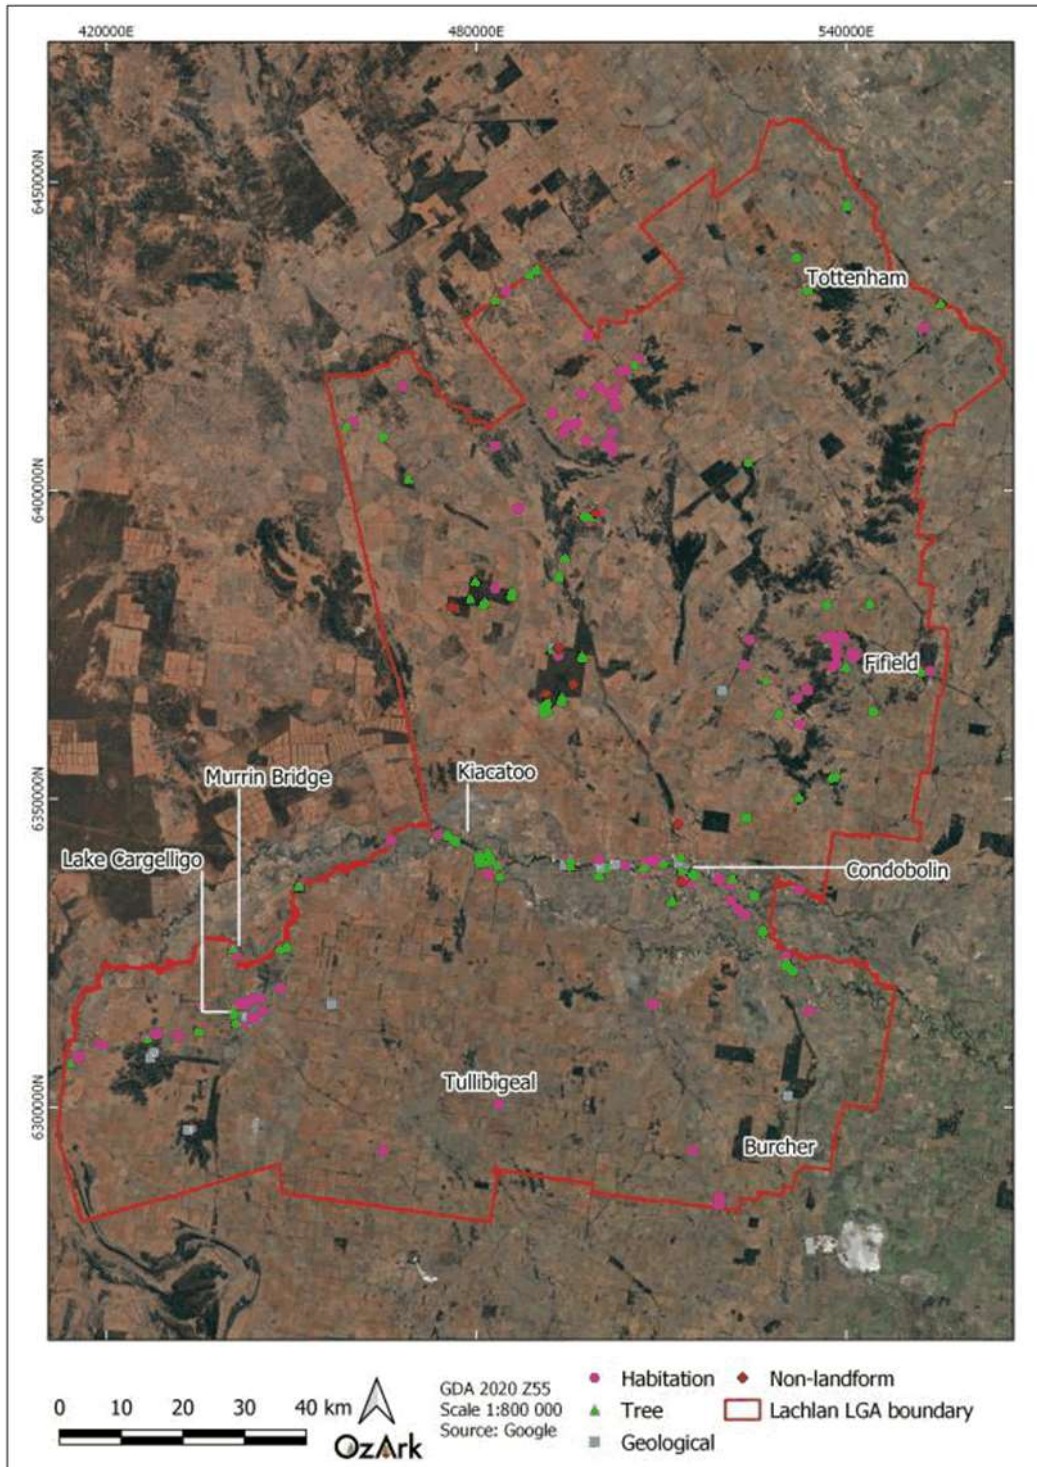 420000E
480000E
540000E
6450000N
Tottenham
6400000N
Fifield
6350000N
Murrin Bridge
Kiacatoo
Lake Cargelligo
Condobolin
6300000N
Tullibigeal
Burcher
0 10 20 30 40 km
OzArk
GDA 2020 Z55
Scale 1:800 000
Source: Google
Habitation
Tree
Geological
Non-landform
Lachlan LGA boundary